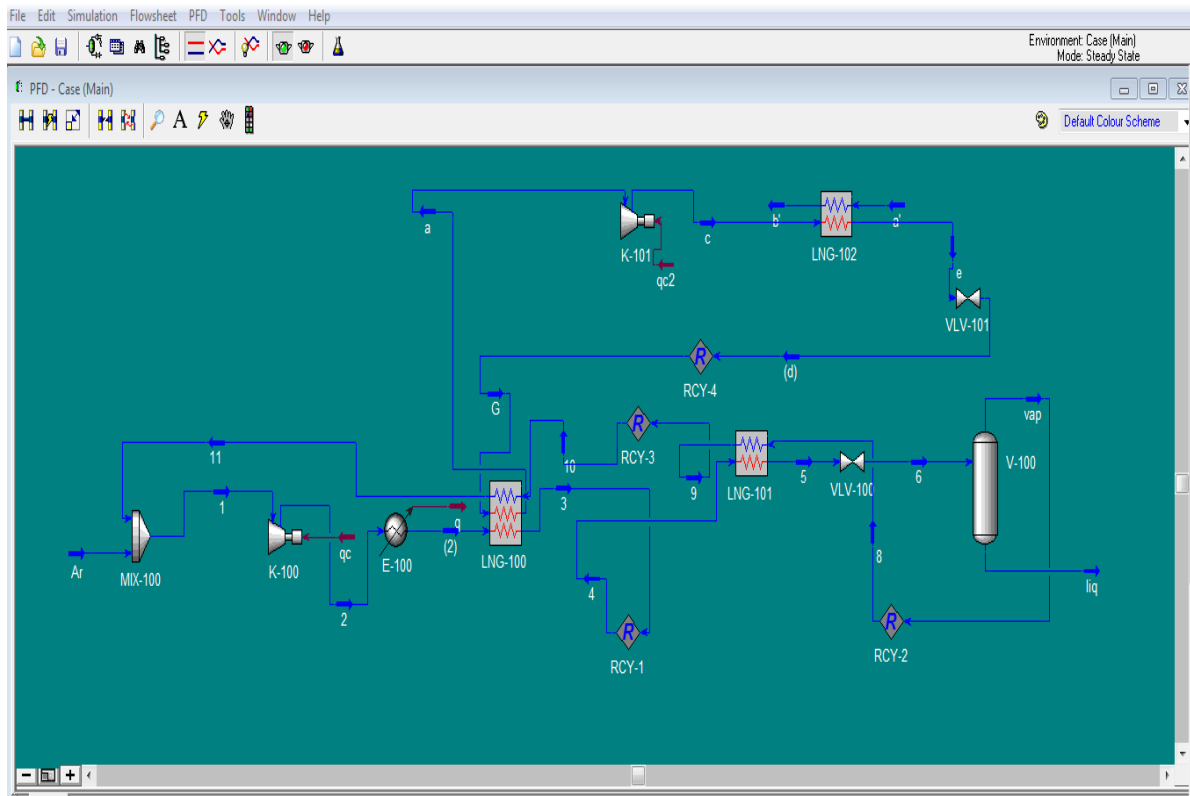 File Edit Simulation Flowsheet PFD Tools Window Help
Environment: Case (Main)
Mode: Steady State
PFD - Case (Main)
A
Default Colour Scheme
a
K-101
qc2
c
b'
a'
LNG-102
e
VLV-101
(d)
R
RCY-4
G
R
RCY-3
10
9
LNG-101
5
VLV-100
6
vap
V-100
8
liq
R
RCY-2
11
1
Ar
MIX-100
K-100
qc
2
E-100
q
(2)
LNG-100
3
4
R
RCY-1